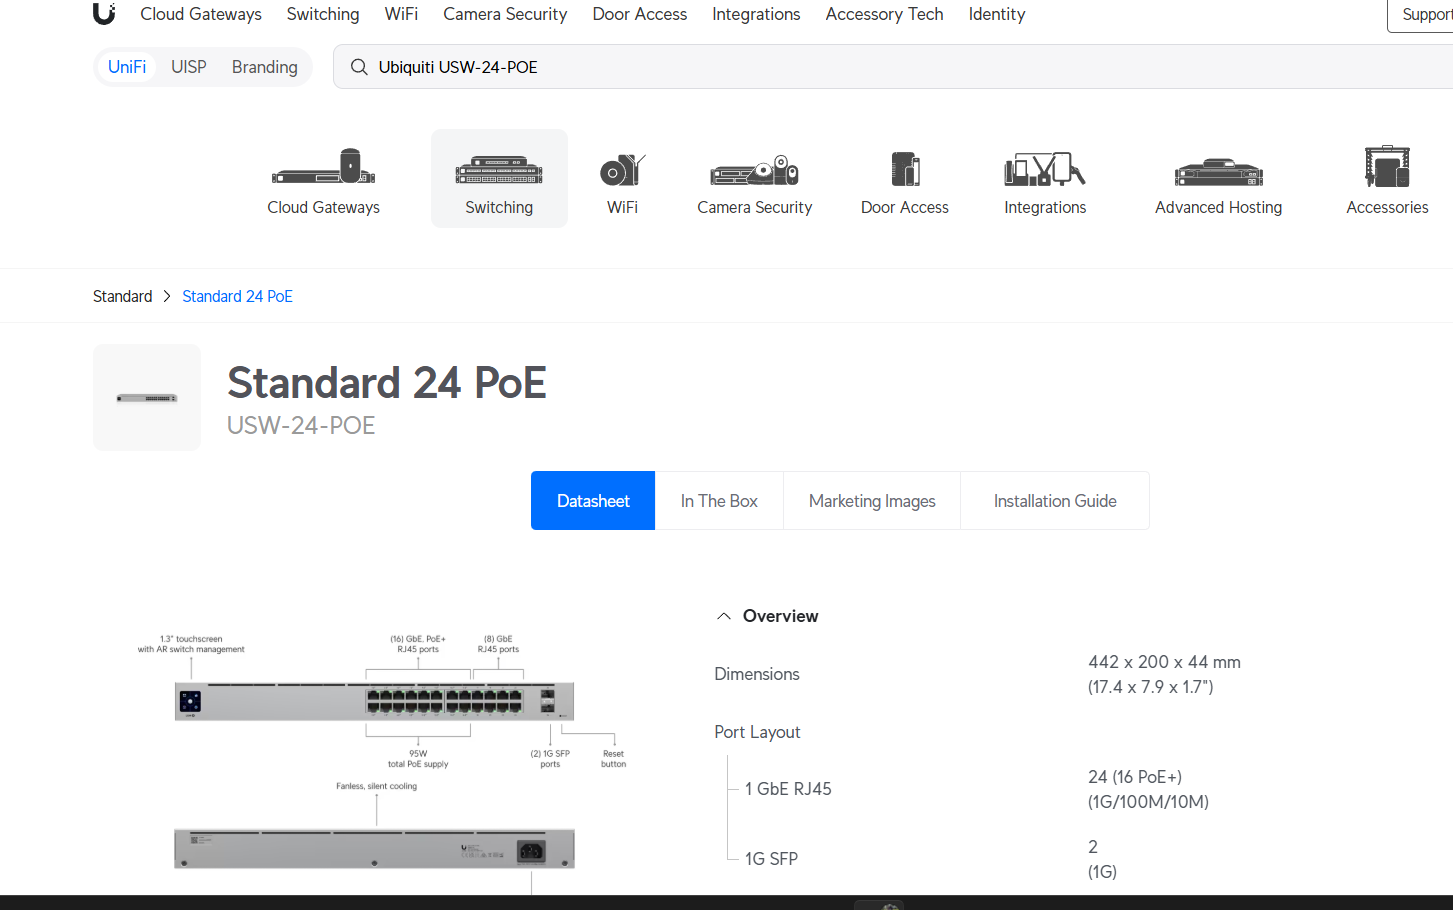 Cloud Gateways Switching WiFi Camera Security Door Access Integrations Accessory Tech Identity Support
UniFi UISP Branding Ubiquiti USW-24-POE
Cloud Gateways Switching WiFi Camera Security Door Access Integrations Advanced Hosting Accessories
Standard > Standard 24 PoE
Standard 24 PoE
USW-24-POE
Datasheet In The Box Marketing Images Installation Guide
1.3" touchscreen
with AR switch management
(16) GbE, PoE+
RJ45 ports
(8) GbE
RJ45 ports
95W
total PoE supply
(2) 1G SFP
ports
Reset
button
Fanless, silent cooling
Overview
Dimensions
442 x 200 x 44 mm
(17.4 x 7.9 x 1.7")
Port Layout
1 GbE RJ45
24 (16 PoE+)
(1G/100M/10M)
1G SFP
2
(1G)